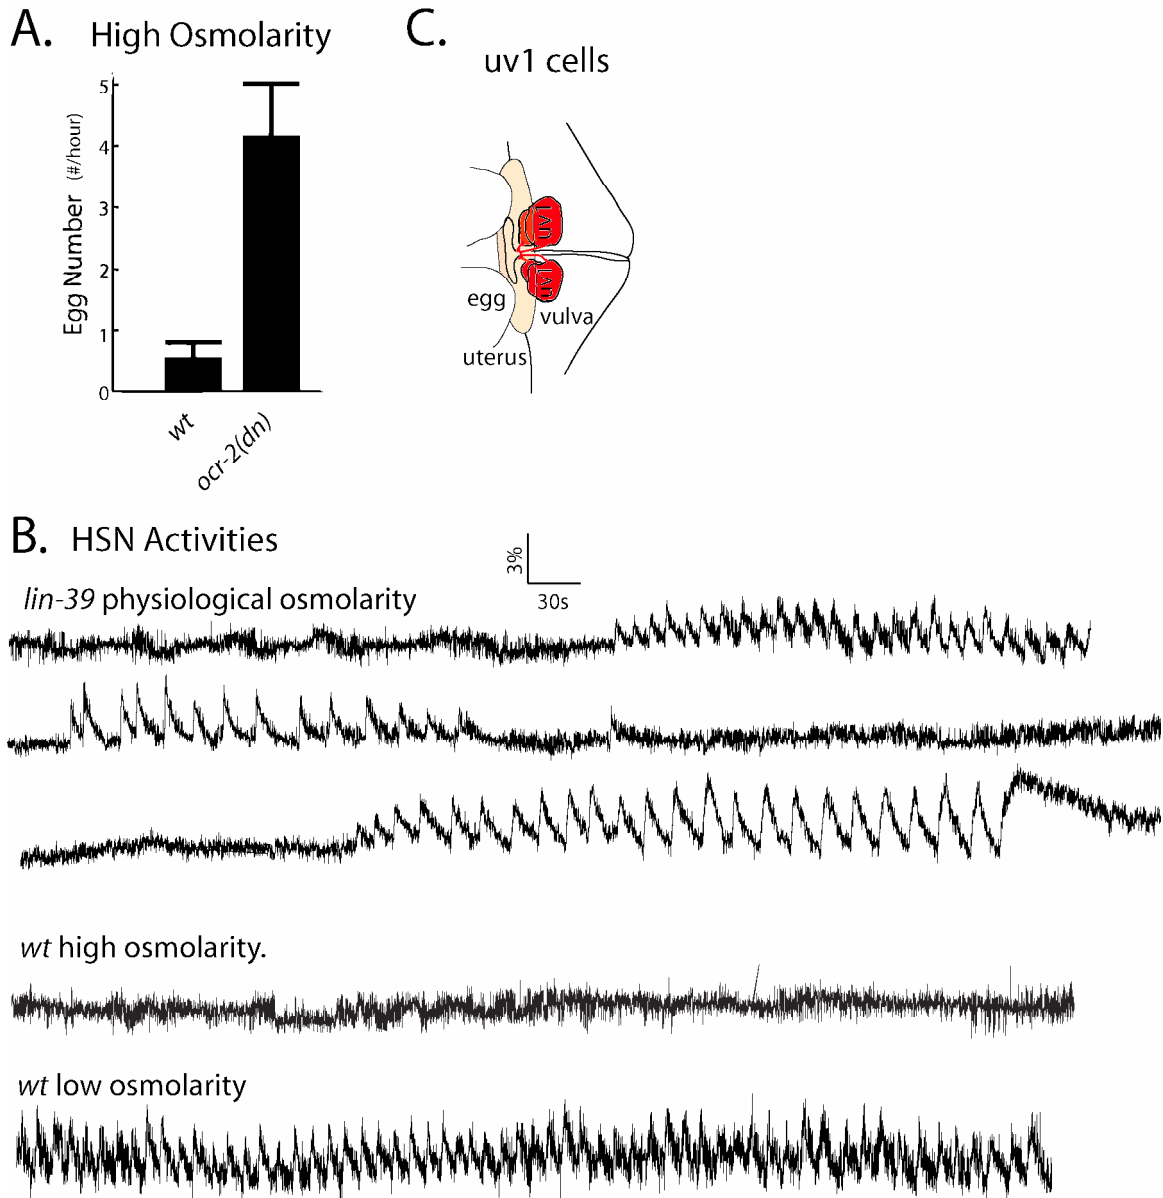 A. High Osmolarity
Egg Number (#/hour)
5
4
3
2
1
0
wt
ocr-2(dn)
C.
uv1 cells
uv1
uv1
egg
vulva
uterus
B. HSN Activities
3%
30s
lin-39 physiological osmolarity
wt high osmolarity.
wt low osmolarity